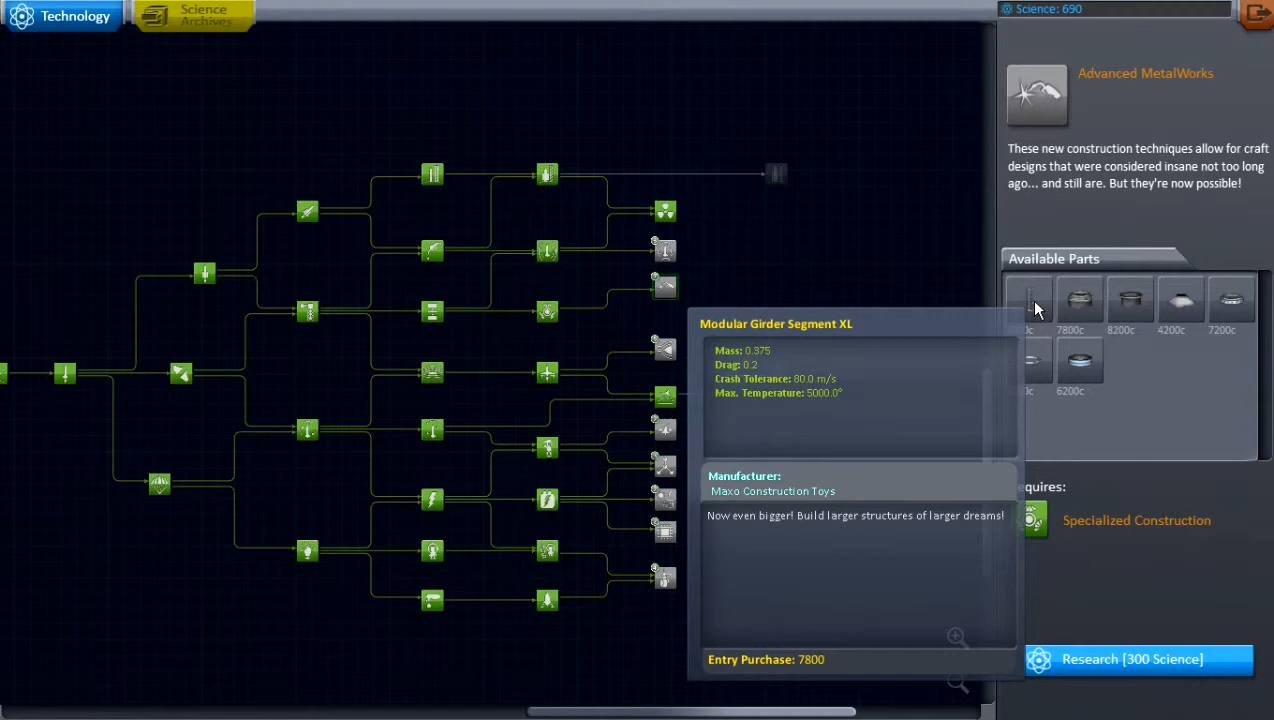 Technology
Science
Archives
Science: 690
Advanced MetalWorks
These new construction techniques allow for craft
designs that were considered insane not too long
ago... and still are. But they're now possible!
Available Parts
7800c
8200c
4200c
7200c
6200c
Modular Girder Segment XL
Mass: 0.375
Drag: 0.2
Crash Tolerance: 80.0 m/s
Max. Temperature: 5000.0°
Manufacturer:
Maxo Construction Toys
Now even bigger! Build larger structures of larger dreams!
Entry Purchase: 7800
equires:
Specialized Construction
Research [300 Science]